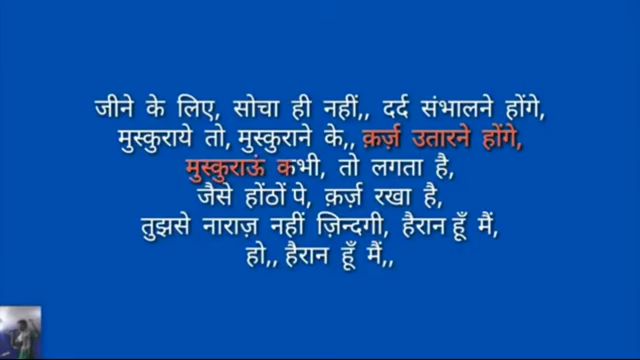 जीने के लिए, सोचा ही नहीं,, दर्द संभालने होंगे,
मुस्कुराये तो, मुस्कुराने के,, क़र्ज़ उतारने होंगे,
मुस्कुराऊं कभी, तो लगता है,
जैसे होंठों पे, क़र्ज़ रखा है,
तुझसे नाराज़ नहीं ज़िन्दगी, हैरान हूँ मैं,
हो,, हैरान हूँ मैं,,